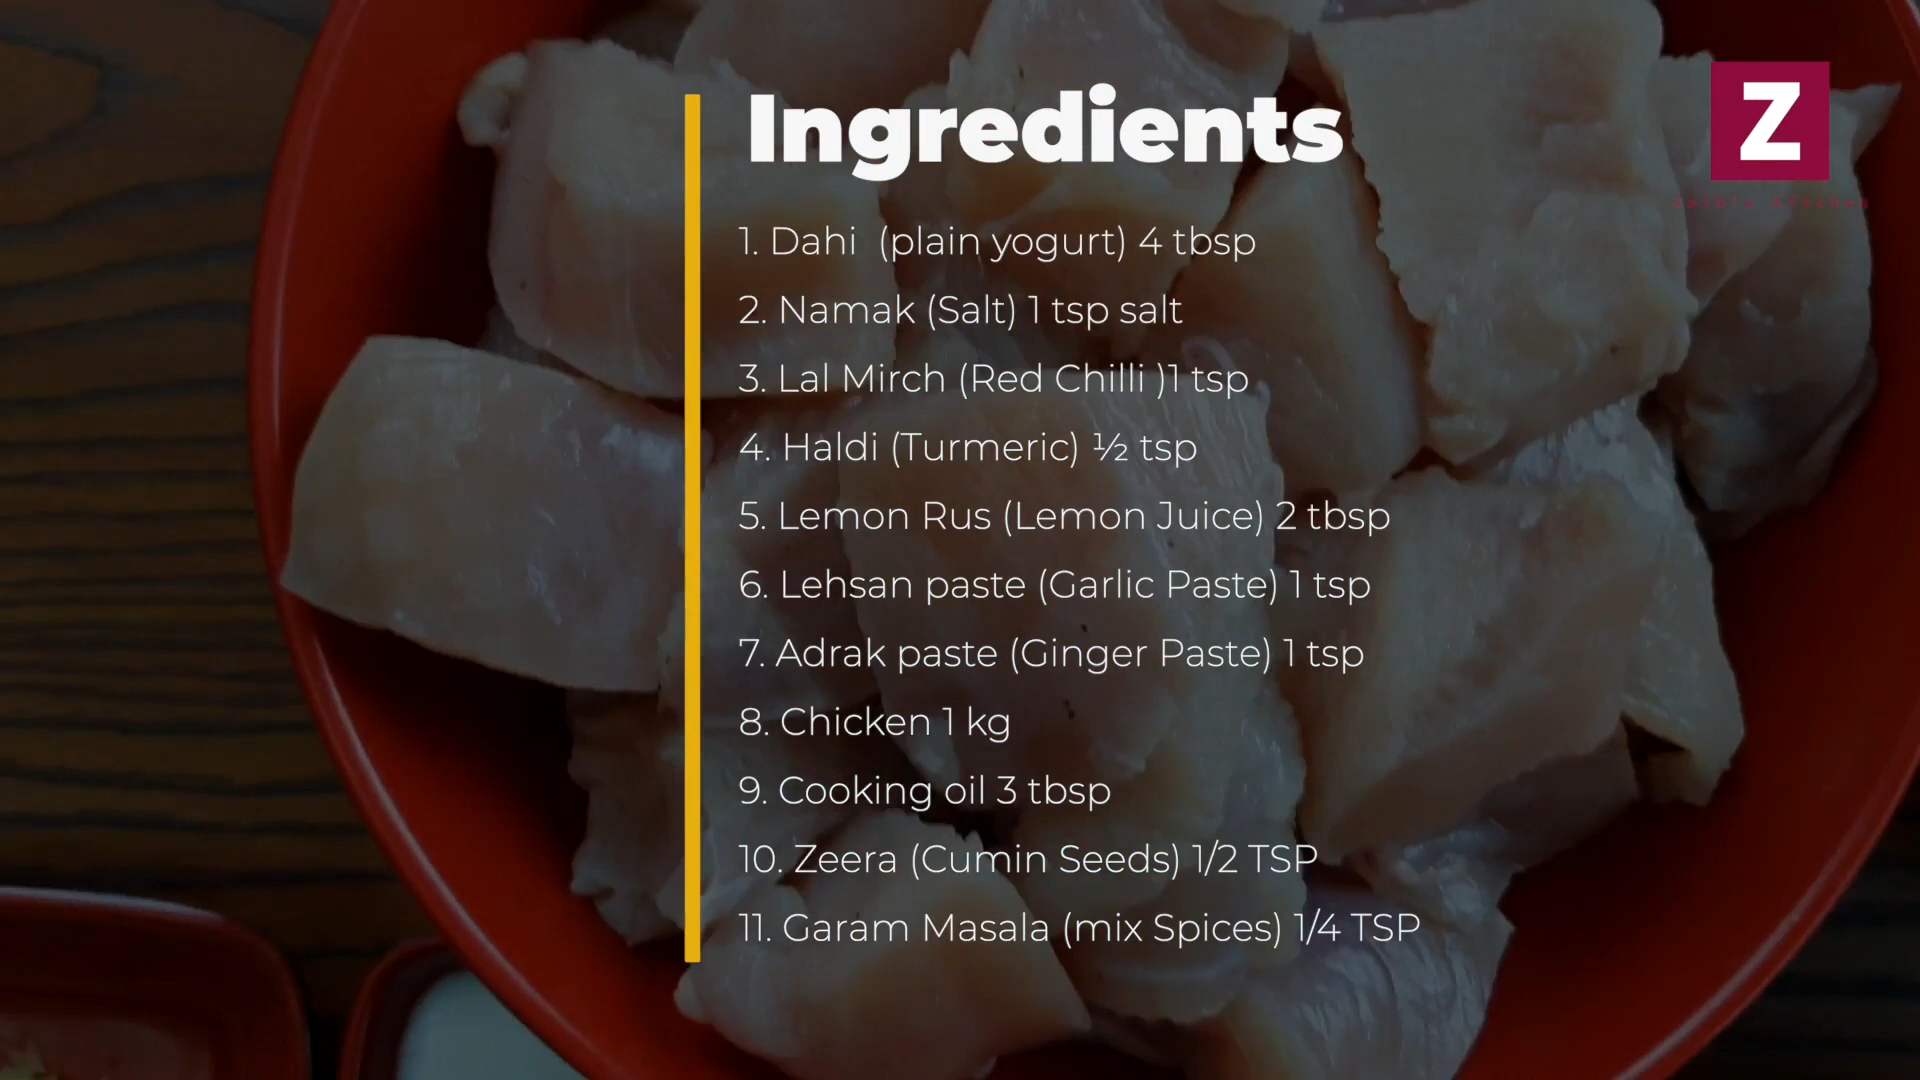 Ingredients
Z
1. Dahi (plain yogurt) 4 tbsp
2. Namak (Salt) 1 tsp salt
3. Lal Mirch (Red Chilli )1 tsp
4. Haldi (Turmeric) ½ tsp
5. Lemon Rus (Lemon Juice) 2 tbsp
6. Lehsan paste (Garlic Paste) 1 tsp
7. Adrak paste (Ginger Paste) 1 tsp
8. Chicken 1 kg
9. Cooking oil 3 tbsp
10. Zeera (Cumin Seeds) 1/2 TSP
11. Garam Masala (mix Spices) 1/4 TSP